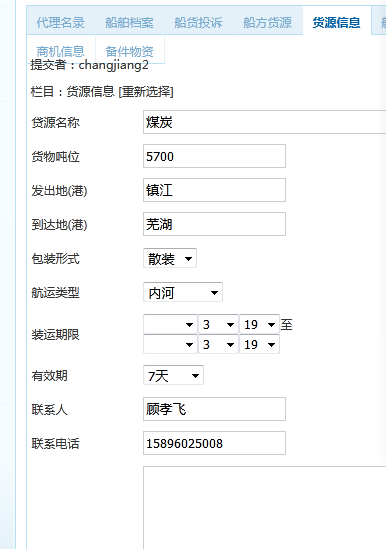 代理名录 船舶档案 船货投诉 船方货源 货源信息
商机信息 备件物资
提交者：changjiang2
栏目：货源信息 [重新选择]
货源名称 煤炭
货物吨位 5700
发出地(港) 镇江
到达地(港) 芜湖
包装形式 散装
航运类型 内河
装运期限 3 19 至
3 19
有效期 7天
联系人 顾孝飞
联系电话 15896025008